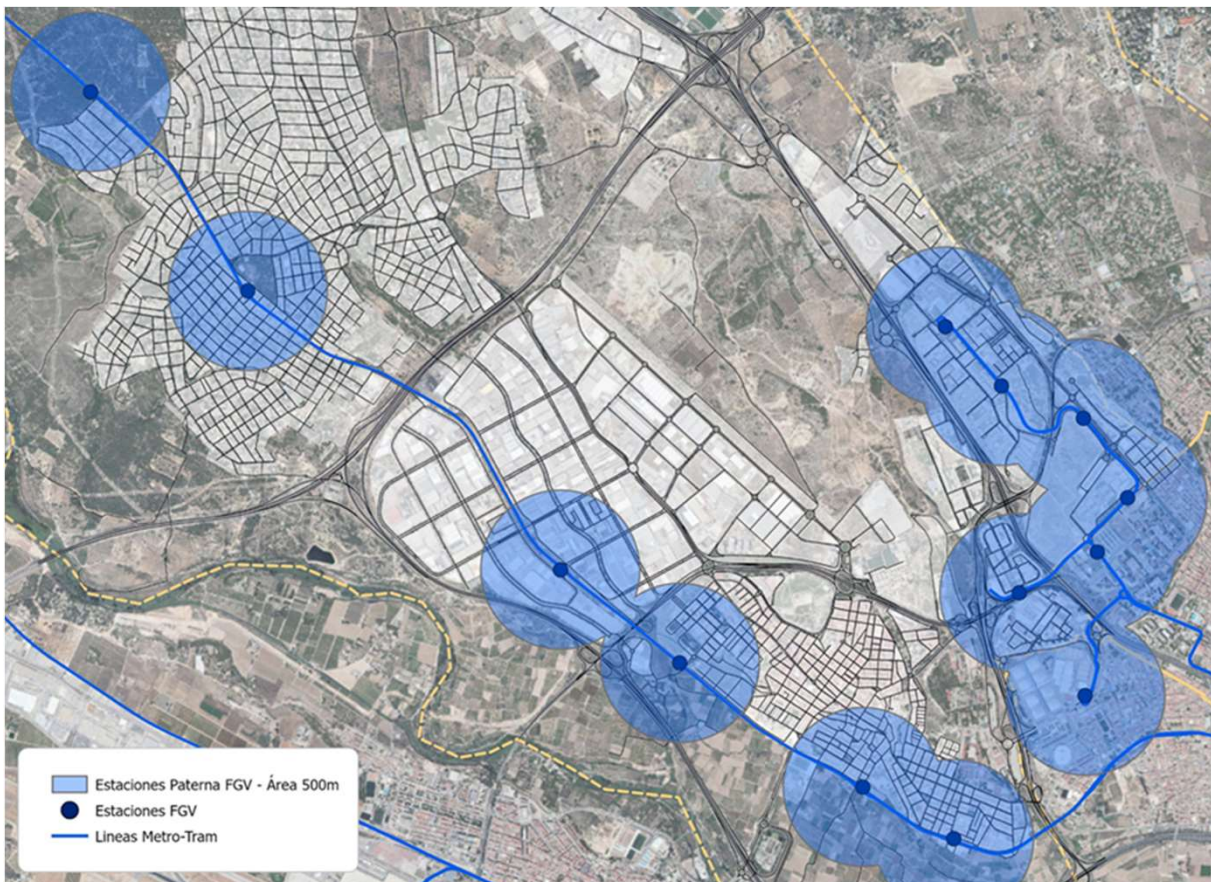 Estaciones Paterna FGV - Área 500m
Estaciones FGV
Lineas Metro-Tram